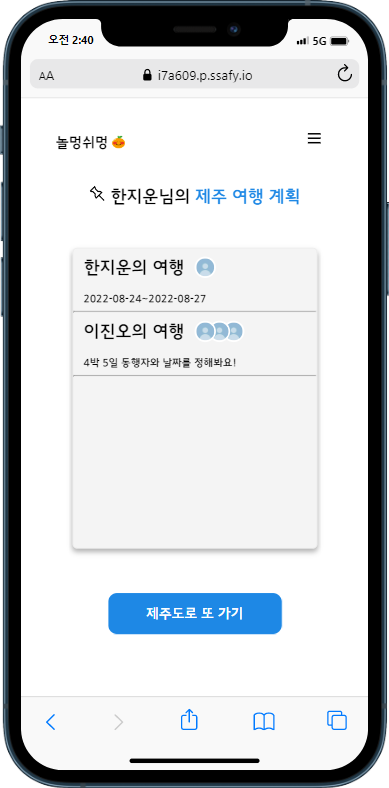 오전 2:40
5G
AA
i7a609.p.ssafy.io
놀멍쉬멍
한지운님의 제주 여행 계획
한지운의 여행
2022-08-24~2022-08-27
이진오의 여행
4박 5일 동행자와 날짜를 정해봐요!
제주도로 또 가기